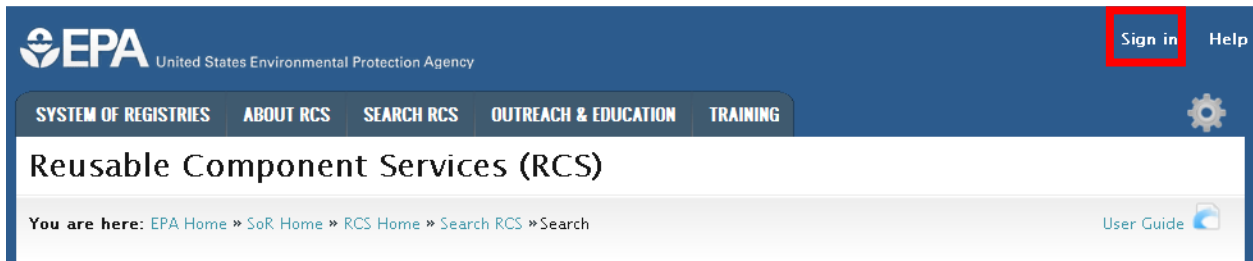 Sign in Help
EPA United States Environmental Protection Agency
SYSTEM OF REGISTRIES ABOUT RCS SEARCH RCS OUTREACH & EDUCATION TRAINING
Reusable Component Services (RCS)
You are here: EPA Home » SoR Home » RCS Home » Search RCS » Search User Guide